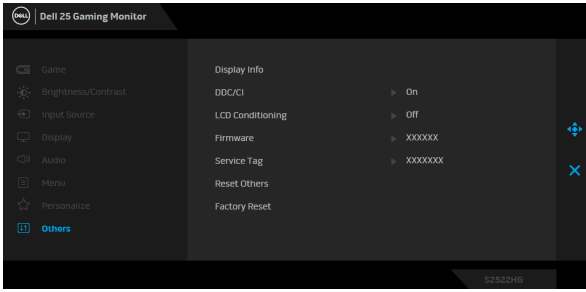 DELL
Dell 25 Gaming Monitor
Game
Brightness/Contrast
Input Source
Display
Audio
Menu
Personalize
Others
Display Info
DDC/CI On
LCD Conditioning Off
Firmware XXXXXX
Service Tag XXXXXXX
Reset Others
Factory Reset
S2522HG